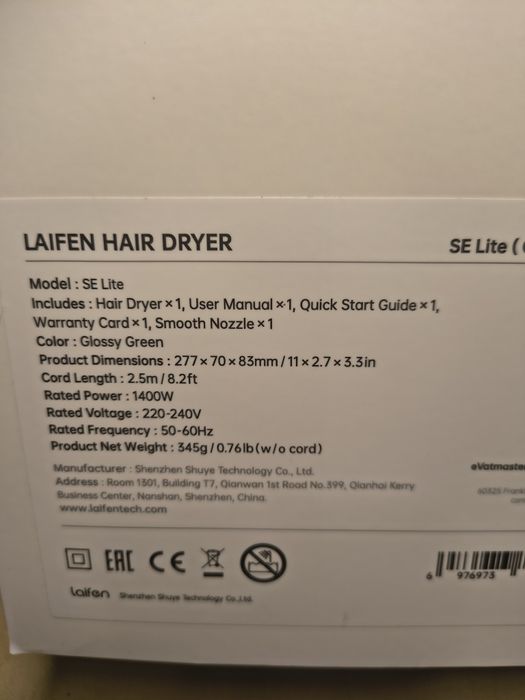 LAIFEN HAIR DRYER
SE Lite (
Model : SE Lite
Includes : Hair Dryer × 1, User Manual × 1, Quick Start Guide × 1,
Warranty Card × 1, Smooth Nozzle × 1
Color : Glossy Green
Product Dimensions : 277 × 70 × 83mm / 11 × 2.7 × 3.3in
Cord Length : 2.5m / 8.2ft
Rated Power : 1400W
Rated Voltage : 220-240V
Rated Frequency : 50-60Hz
Product Net Weight : 345g / 0.76lb(w/o cord)
Manufacturer : Shenzhen Shuye Technology Co., Ltd.
Address : Room 1301, Building T7, Qianwan 1st Road No.399, Qianhai Kerry
Business Center, Nanshan, Shenzhen, China.
www.laifentech.com
eVatmaste
60325 Frank
EAC CE
laifen Shenzhen Shuye Technology Co.,Ltd.
6 976973